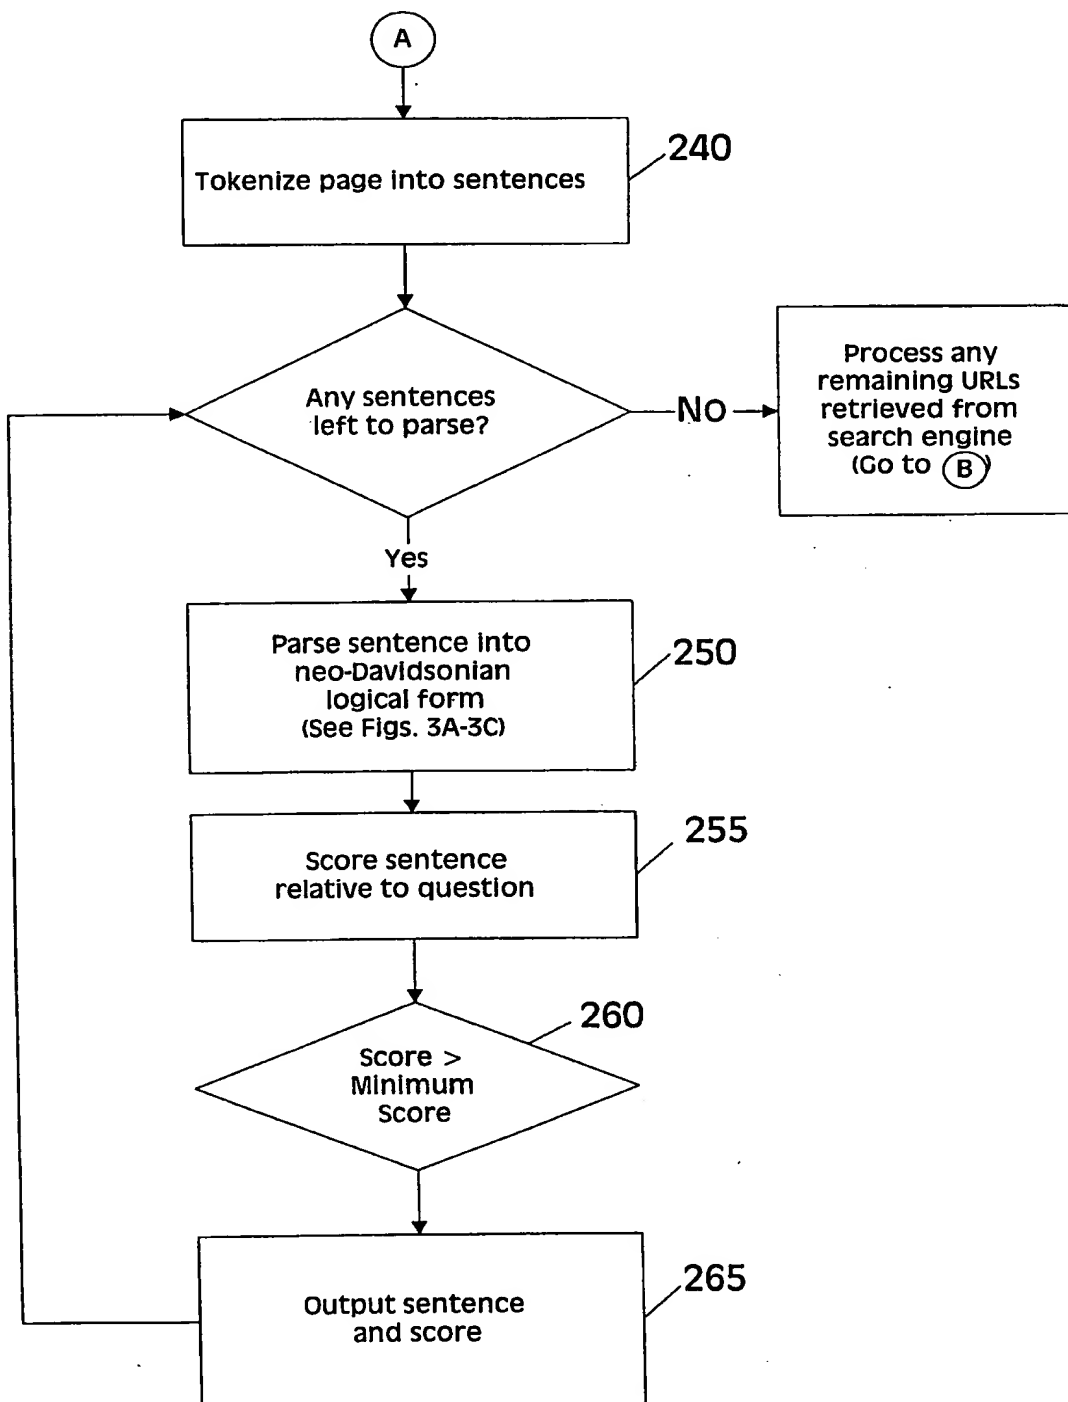 A
Tokenize page into sentences
240
Any sentences
left to parse?
No
Process any
remaining URLs
retrieved from
search engine
(Go to B)
Yes
Parse sentence into
neo-Davidsonian
logical form
(See Figs. 3A-3C)
250
Score sentence
relative to question
255
Score >
Minimum
Score
260
Output sentence
and score
265